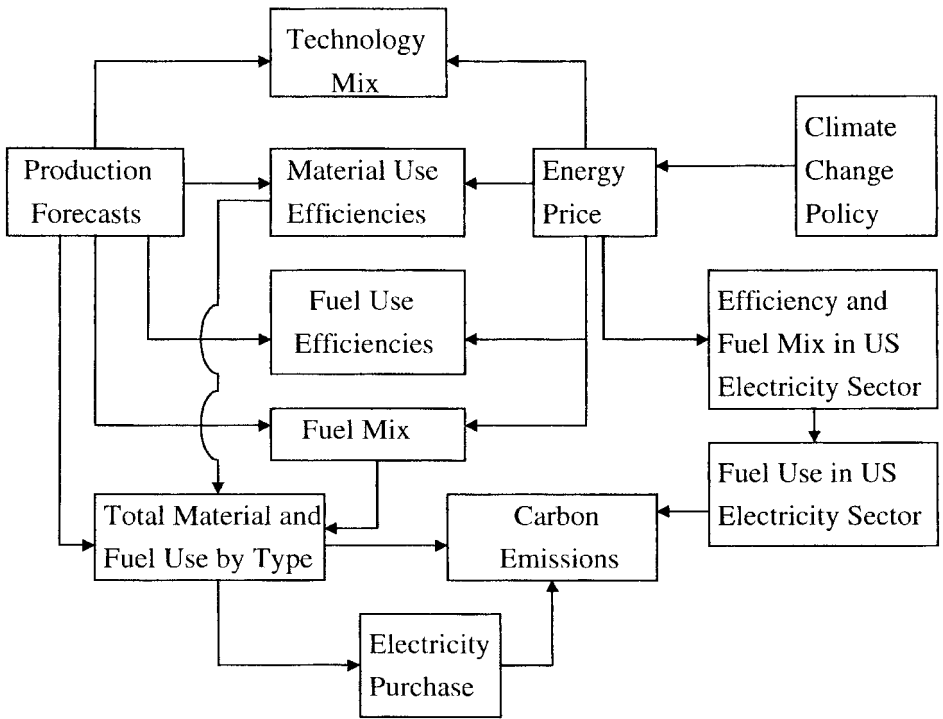 Technology
Mix
Production
Forecasts
Material Use
Efficiencies
Energy
Price
Climate
Change
Policy
Fuel Use
Efficiencies
Efficiency and
Fuel Mix in US
Electricity Sector
Fuel Mix
Fuel Use in US
Electricity Sector
Total Material and
Fuel Use by Type
Carbon
Emissions
Electricity
Purchase